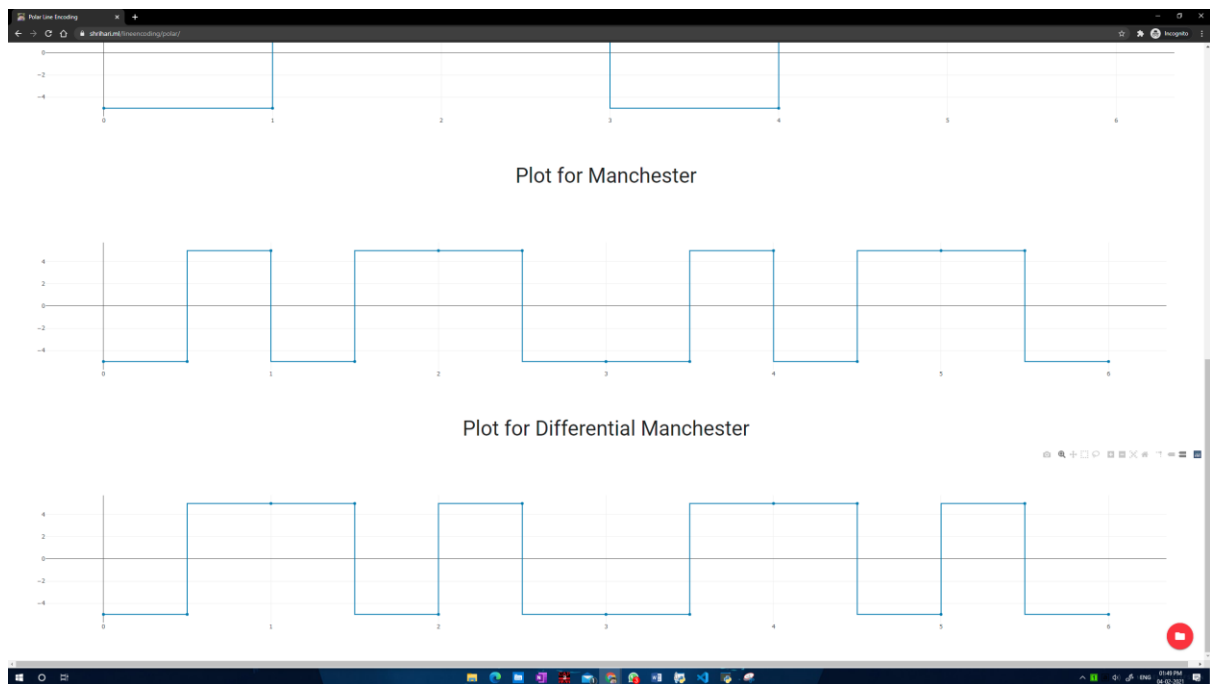 Polar Line Encoding
shrihari.ml/lineencoding/polar/
Incognito
0
−2
−4
0 1 2 3 4 5 6
Plot for Manchester
4
2
0
−2
−4
0 1 2 3 4 5 6
Plot for Differential Manchester
4
2
0
−2
−4
0 1 2 3 4 5 6
ENG
01:49 PM
04-02-2021